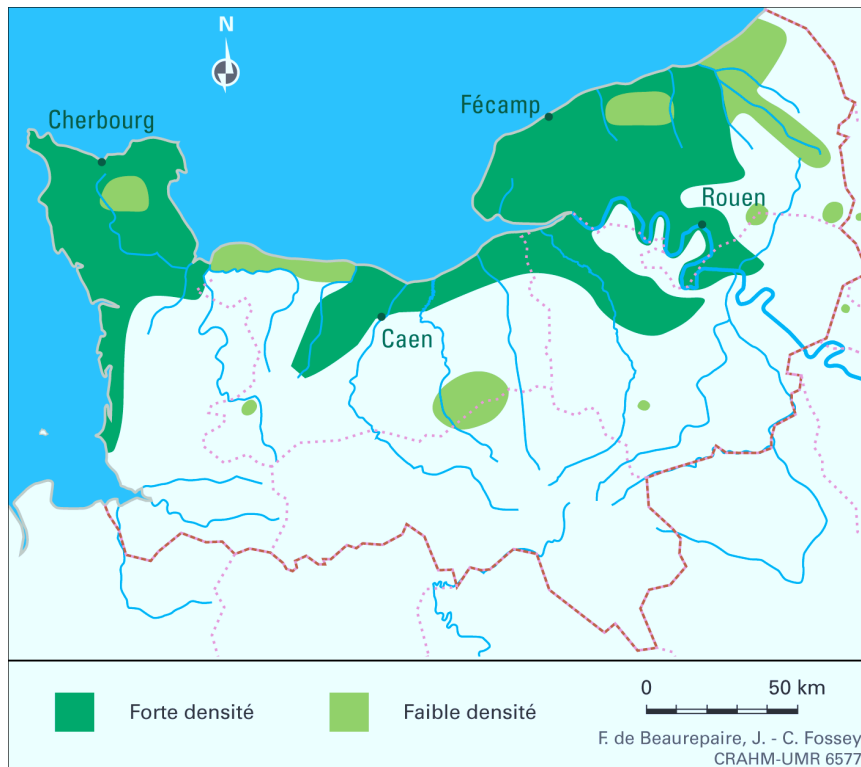 N
Cherbourg
Fécamp
Rouen
Caen
Forte densité
Faible densité
0 50 km
F. de Beaurepaire, J. - C. Fossey
CRAHM-UMR 6577